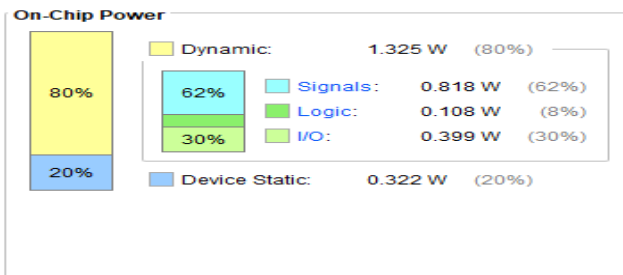 On-Chip Power
Dynamic: 1.325 W (80%)
80%
62%
Signals: 0.818 W (62%)
Logic: 0.108 W (8%)
30%
I/O: 0.399 W (30%)
20%
Device Static: 0.322 W (20%)